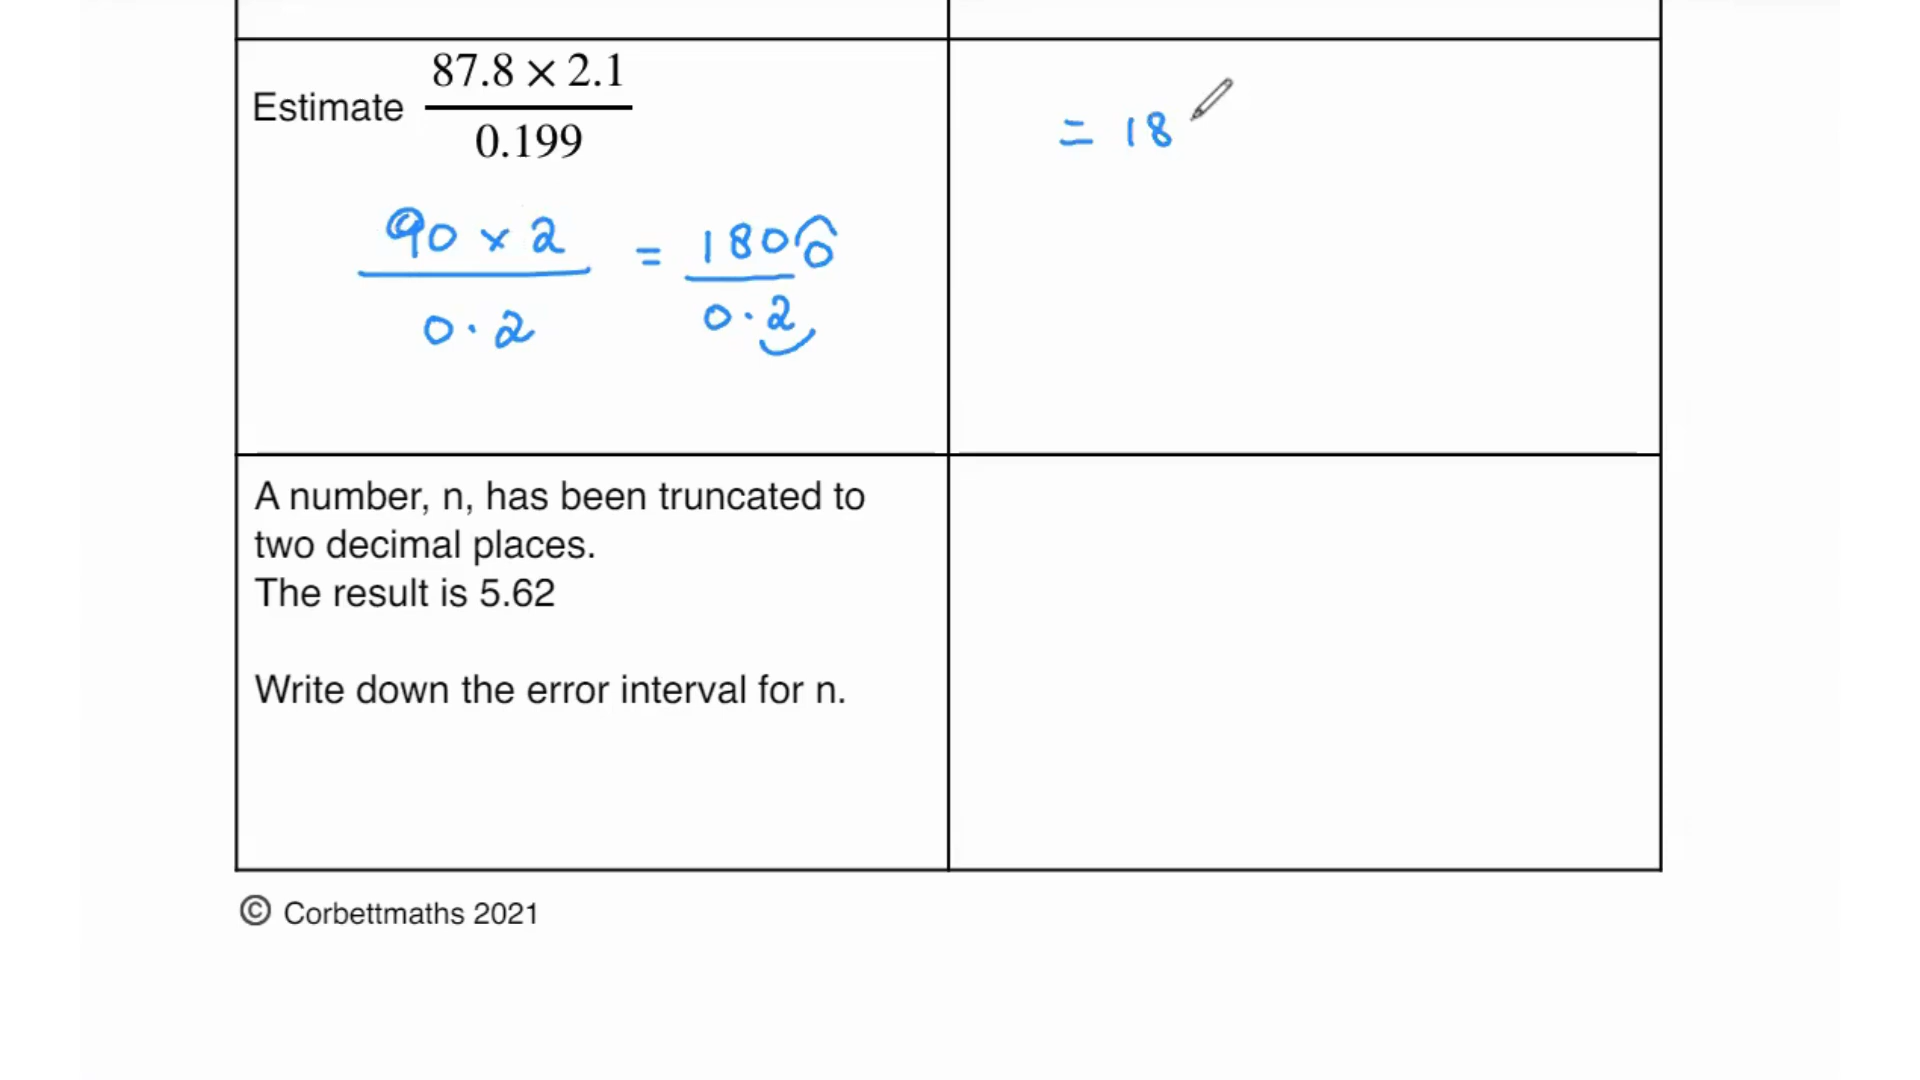 Estimate 87.8 × 2.1 / 0.199
= 18
90 × 2 / 0.2 = 1800 / 0.2
A number, n, has been truncated to
two decimal places.
The result is 5.62
Write down the error interval for n.
© Corbettmaths 2021